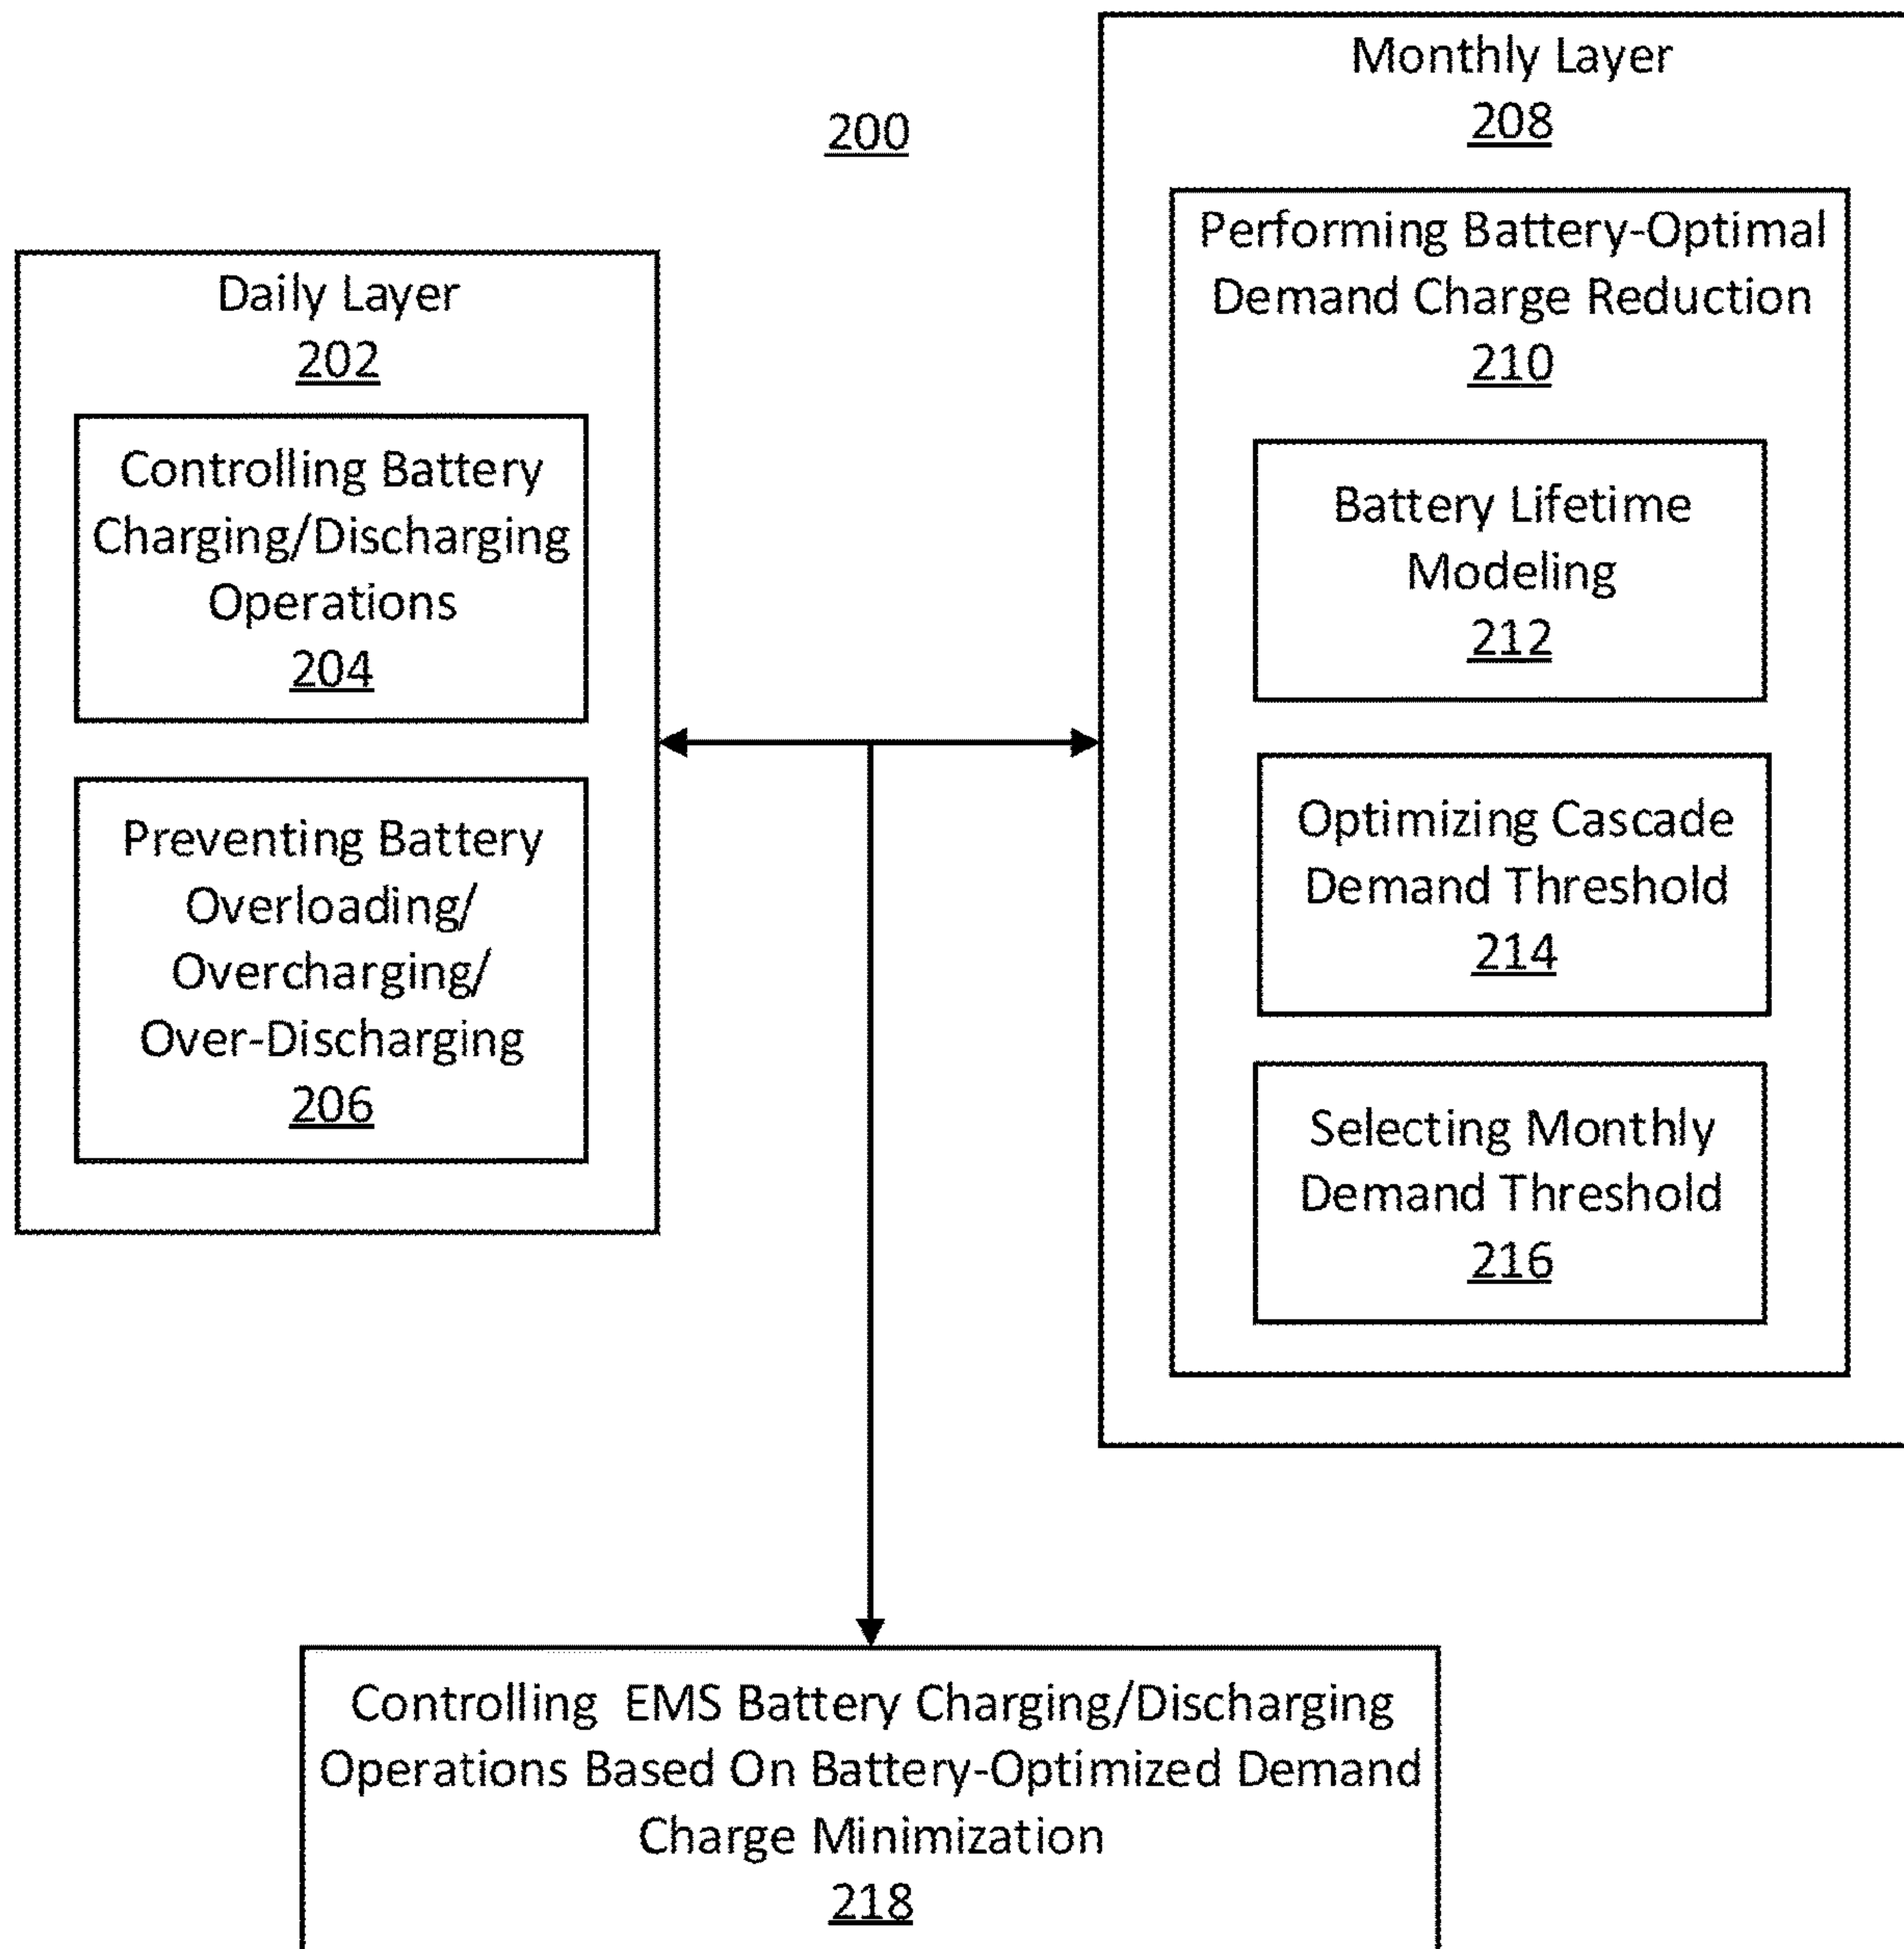 200
Daily Layer
202
Controlling Battery
Charging/Discharging
Operations
204
Preventing Battery
Overloading/
Overcharging/
Over-Discharging
206
Monthly Layer
208
Performing Battery-Optimal
Demand Charge Reduction
210
Battery Lifetime
Modeling
212
Optimizing Cascade
Demand Threshold
214
Selecting Monthly
Demand Threshold
216
Controlling EMS Battery Charging/Discharging
Operations Based On Battery-Optimized Demand
Charge Minimization
218